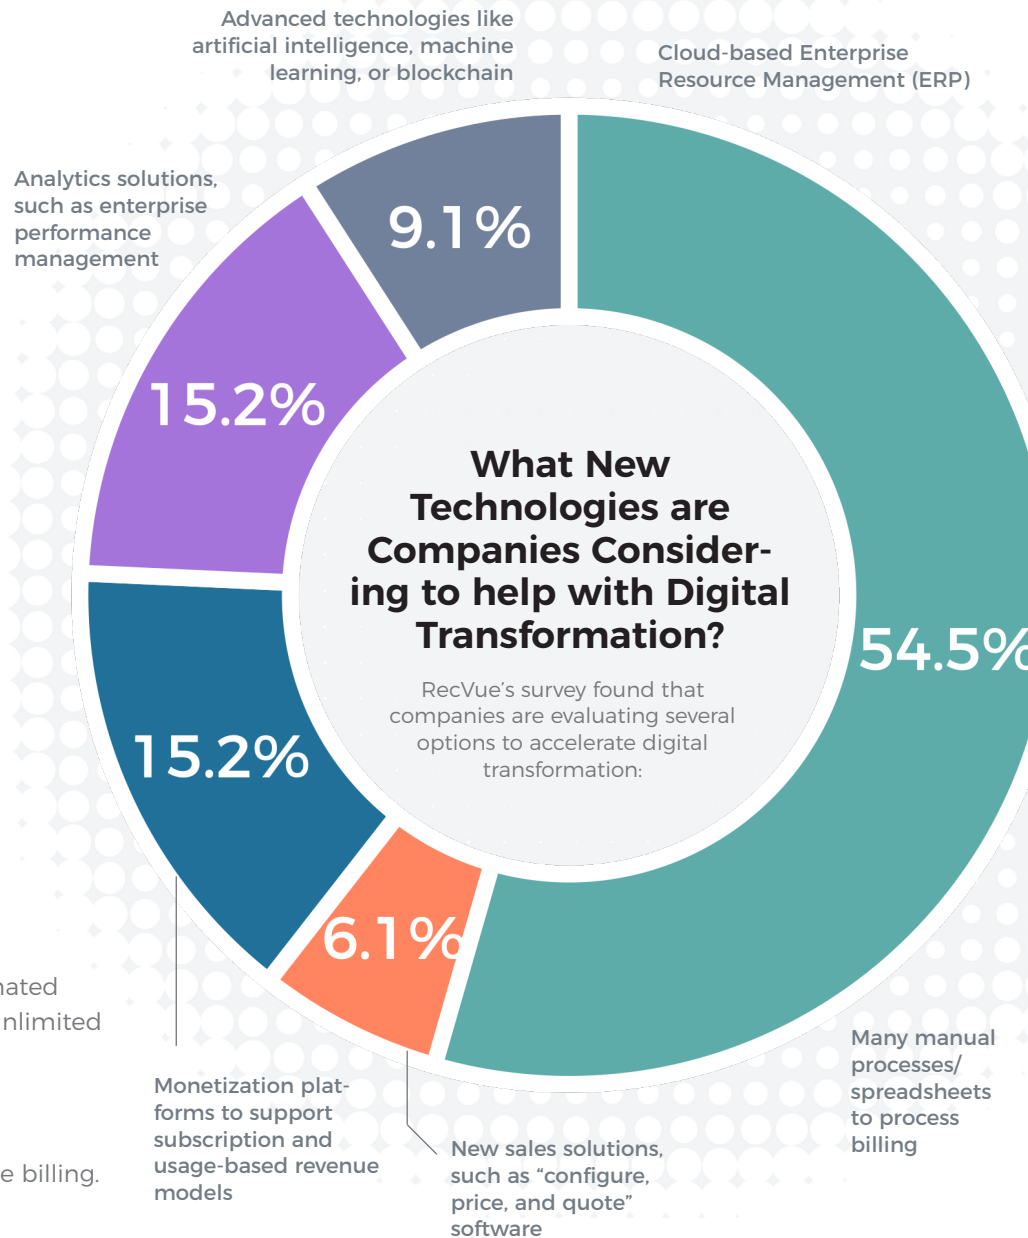 Advanced technologies like
artificial intelligence, machine
learning, or blockchain
Cloud-based Enterprise
Resource Management (ERP)
Analytics solutions,
such as enterprise
performance
management
9.1%
15.2%
What New
Technologies are
Companies Consider-
ing to help with Digital
Transformation?
RecVue’s survey found that
companies are evaluating several
options to accelerate digital
transformation:
54.5%
15.2%
6.1%
nated
nlimited
e billing.
Monetization plat-
forms to support
subscription and
usage-based revenue
models
New sales solutions,
such as “configure,
price, and quote”
software
Many manual
processes/
spreadsheets
to process
billing